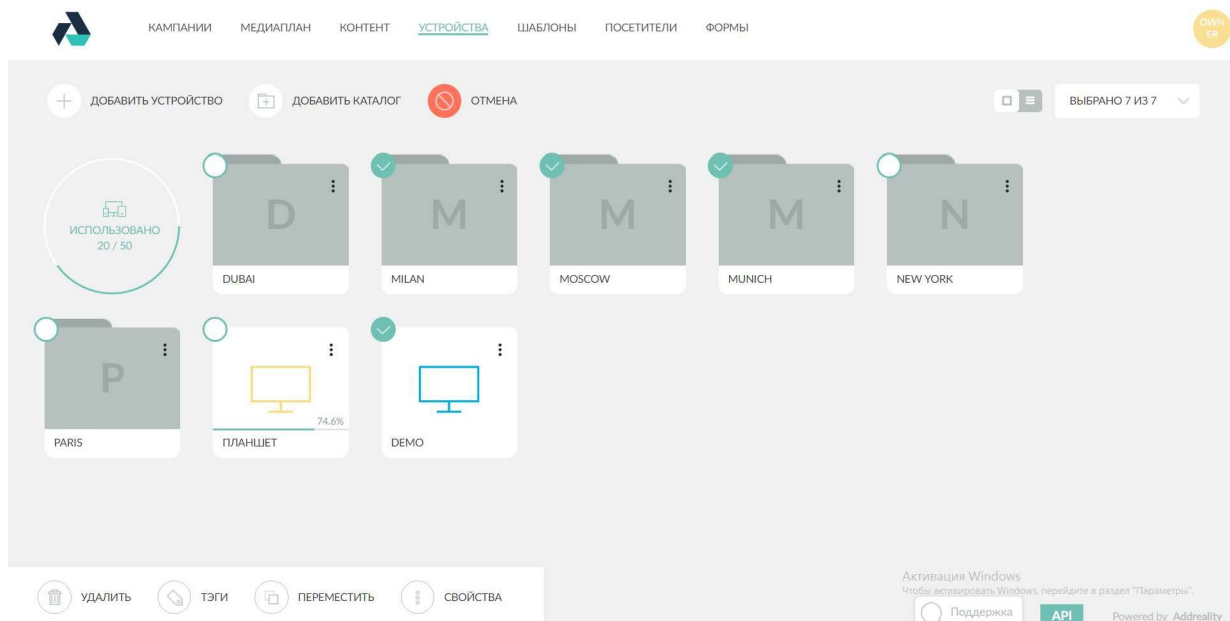 КАМПАНИИ МЕДИАПЛАН КОНТЕНТ УСТРОЙСТВА ШАБЛОНЫ ПОСЕТИТЕЛИ ФОРМЫ
OWN
ER
ДОБАВИТЬ УСТРОЙСТВО ДОБАВИТЬ КАТАЛОГ ОТМЕНА ВЫБРАНО 7 ИЗ 7
ИСПОЛЬЗОВАНО
20 / 50
D M M M N
DUBAI MILAN MOSCOW MUNICH NEW YORK
P
74.6%
PARIS ПЛАНШЕТ DEMO
Активация Windows
Чтобы активировать Windows, перейдите в раздел "Параметры".
УДАЛИТЬ ТЭГИ ПЕРЕМЕСТИТЬ СВОЙСТВА
Поддержка API Powered by Addreality